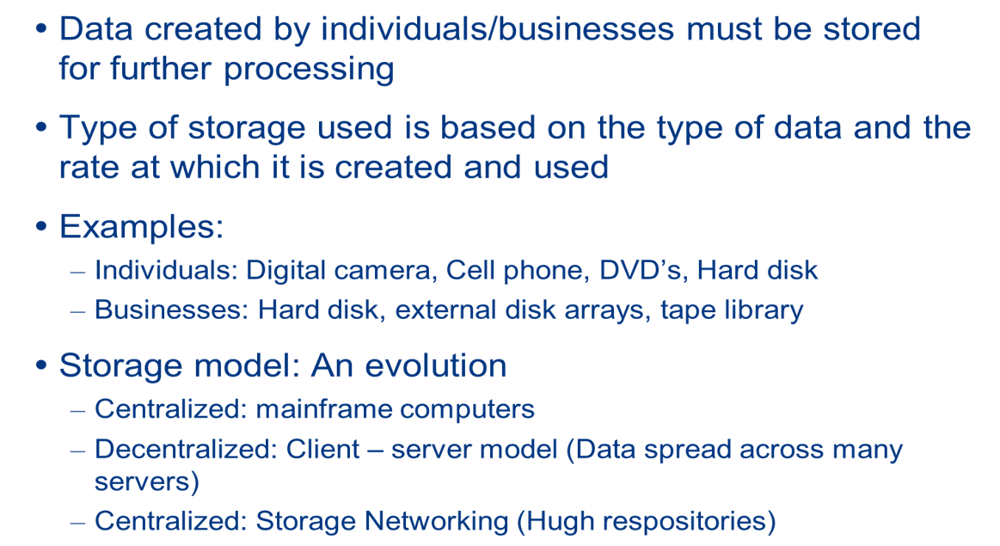 • Data created by individuals/businesses must be stored
for further processing
• Type of storage used is based on the type of data and the
rate at which it is created and used
• Examples:
– Individuals: Digital camera, Cell phone, DVD’s, Hard disk
– Businesses: Hard disk, external disk arrays, tape library
• Storage model: An evolution
– Centralized: mainframe computers
– Decentralized: Client – server model (Data spread across many
servers)
– Centralized: Storage Networking (Hugh respositories)